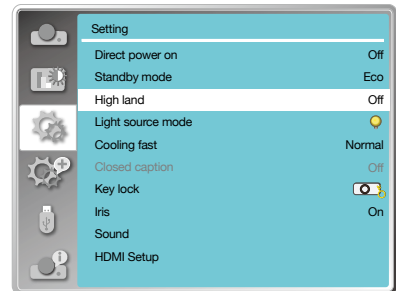 Setting
Direct power on Off
Standby mode Eco
High land Off
Light source mode
Cooling fast Normal
Closed caption Off
Key lock
Iris On
Sound
HDMI Setup